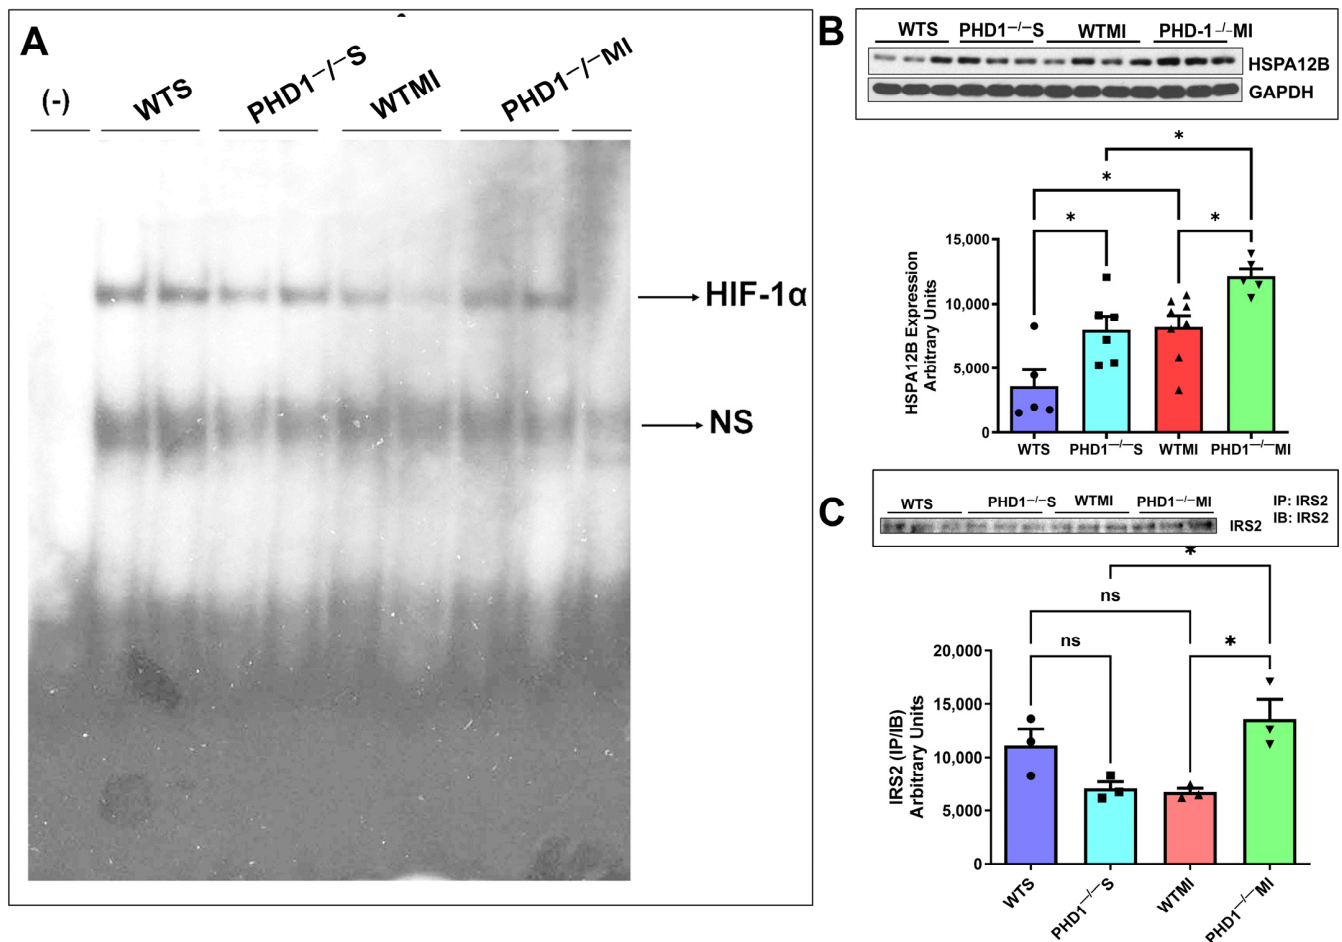 A
(-)
WTS
PHD1⁻/⁻S
WTMI
PHD1⁻/⁻MI
HIF-1α
NS
B
WTS PHD1⁻/⁻S WTMI PHD-1⁻/⁻MI
HSPA12B
GAPDH
*
*
* *
HSPA12B Expression
Arbitrary Units
15,000
10,000
5,000
0
WTS PHD1⁻/⁻S WTMI PHD1⁻/⁻MI
C
WTS PHD1⁻/⁻S WTMI PHD1⁻/⁻MI
IRS2
IP: IRS2
IB: IRS2
*
ns
ns *
IRS2 (IP/IB)
Arbitrary Units
20,000
15,000
10,000
5,000
0
WTS
PHD1⁻/⁻S
WTMI
PHD1⁻/⁻MI